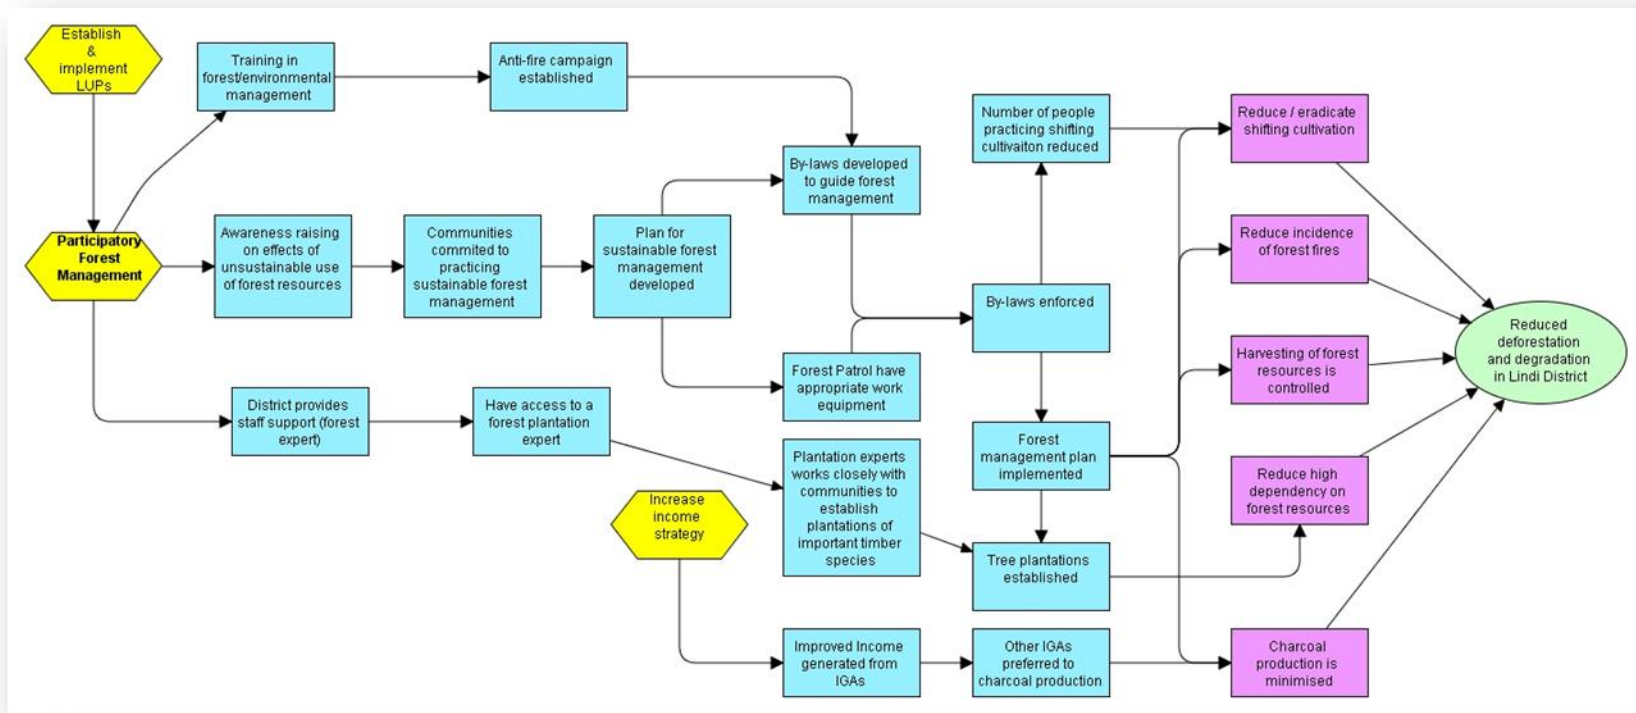 Establish
&
implement
LUPs
Training in
forest/environmental
management
Anti-fire campaign
established
Participatory
Forest
Management
Awareness raising
on effects of
unsustainable use
of forest resources
Communities
commited to
practicing
sustainable forest
management
Plan for
sustainable forest
management
developed
District provides
staff support (forest
expert)
Have access to a
forest plantation
expert
Increase
income
strategy
By-laws developed
to guide forest
management
Forest Patrol have
appropriate work
equipment
Plantation experts
works closely with
communities to
establish
plantations of
important timber
species
Improved Income
generated from
IGAs
Number of people
practicing shifting
cultivaiton reduced
By-laws enforced
Forest
management plan
implemented
Tree plantations
established
Other IGAs
preferred to
charcoal production
Reduce / eradicate
shifting cultivation
Reduce incidence
of forest fires
Harvesting of forest
resources is
controlled
Reduce high
dependency on
forest resources
Charcoal
production is
minimised
Reduced
deforestation
and degradation
in Lindi District